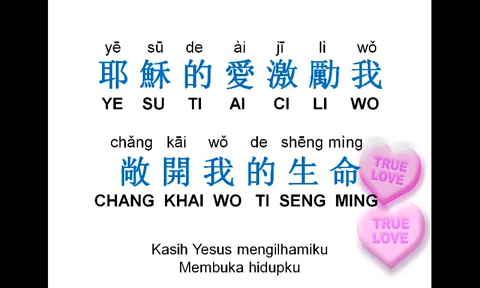 yē sū de ài jī lì wǒ
耶穌的愛激勵我
YE SU TI AI CI LI WO
chǎng kāi wǒ de shēng mìng
敞開我的生命
CHANG KHAI WO TI SENG MING
TRUE
LOVE
TRUE
LOVE
Kasih Yesus mengilhamiku
Membuka hidupku